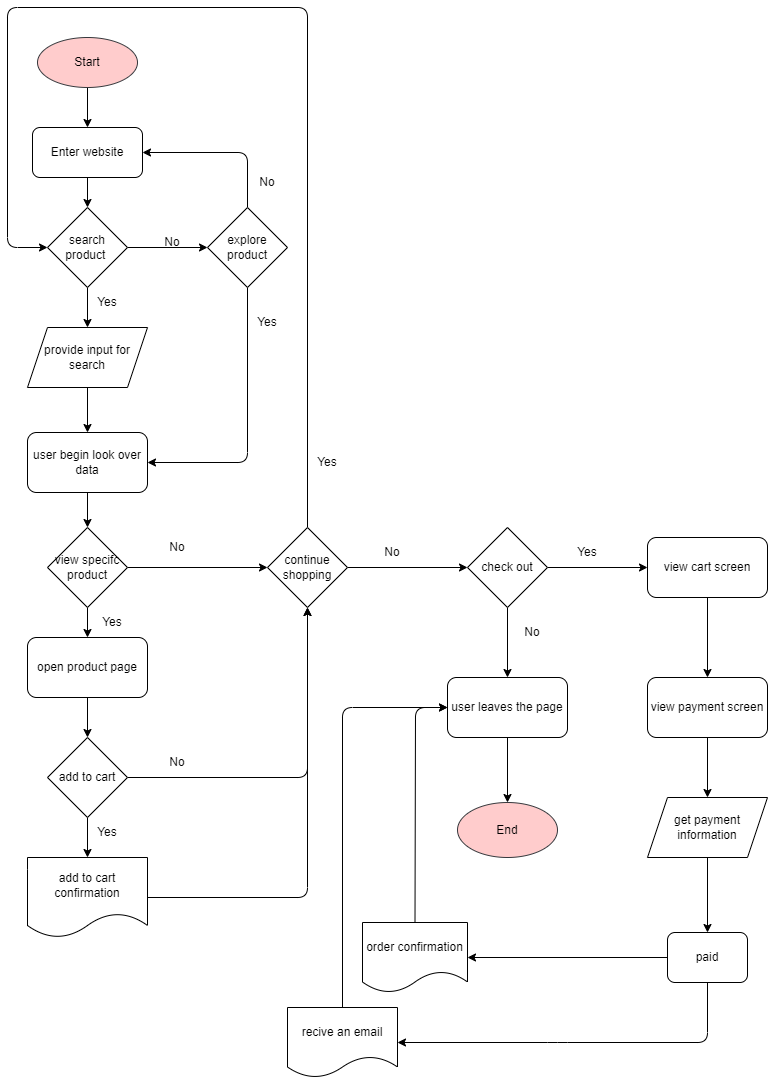 Start
Enter website
No
search
product
No
explore
product
Yes
Yes
provide input for
search
user begin look over
data
Yes
view specifc
product
No
continue
shopping
No
check out
Yes
view cart screen
Yes
No
open product page
user leaves the page
view payment screen
add to cart
No
Yes
End
get payment
information
add to cart
confirmation
order confirmation
paid
recive an email